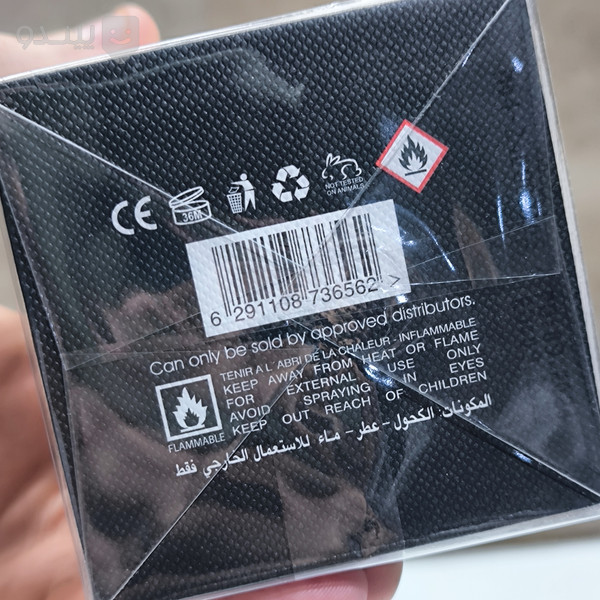 پیندو
CE
36M
NOT TESTED
ON ANIMALS
6 291108 736562 >
Can only be sold by approved distributors.
TENIR A L' ABRI DE LA CHALEUR - INFLAMMABLE
KEEP AWAY FROM HEAT OR FLAME
FOR EXTERNAL USE ONLY
AVOID SPRAYING IN EYES
KEEP OUT REACH OF CHILDREN
FLAMMABLE
المكونات: الكحول - عطر - ماء للاستعمال الخارجي فقط